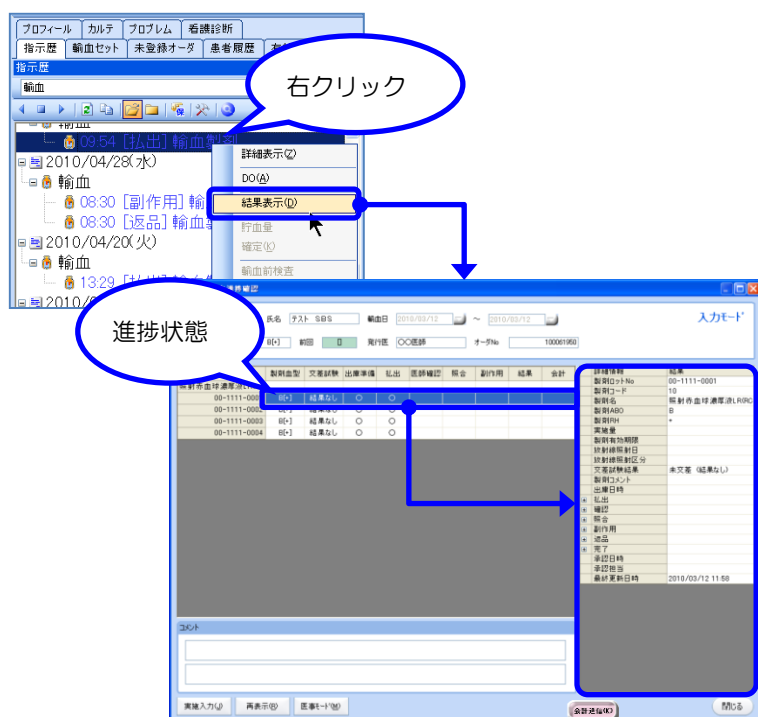 プロフィール カルテ プロブレム 看護診断
指示歴 輸血セット 未登録オーダ 患者履歴
指示歴
輸血
右クリック
輸血
09:54 [払出] 輸血製剤
2010/04/28(水)
輸血
08:30 [副作用] 輸
08:30 [返品] 輸血
2010/04/20(火)
輸血
13:29
詳細表示(Z)
DO(A)
結果表示(D)
貯血量
確定(K)
輸血前検査
進捗状態
氏名 テスト SBS 輸血日 2010/03/12 ～ 2010/03/12 入力モード
B[+] 前回 0 発行医 〇〇医師 オーダNo 100061950
製剤血型 交差試験 出庫準備 払出 医師確認 照合 副作用 結果 会計
照射赤血球濃厚液
00-1111-0001 B[+] 結果なし ○ ○
00-1111-0002 B[+] 結果なし ○ ○
00-1111-0003 B[+] 結果なし ○ ○
00-1111-0004 B[+] 結果なし ○ ○
詳細情報 結果
製剤ロットNo 00-1111-0001
製剤コード 10
製剤名 照射赤血球濃厚液LR(RC
製剤ABO B
製剤RH +
実施量
製剤有効期限
放射線照射日
放射線照射区分
交差試験結果 未交差 (結果なし)
製剤コメント
出庫日時
払出
確認
照合
副作用
返品
完了
承認日時
承認担当
最終更新日時 2010/03/12 11:58
コメント
実施入力(J) 再表示(R) 医事モード(M) 会計送信(K) 閉じる